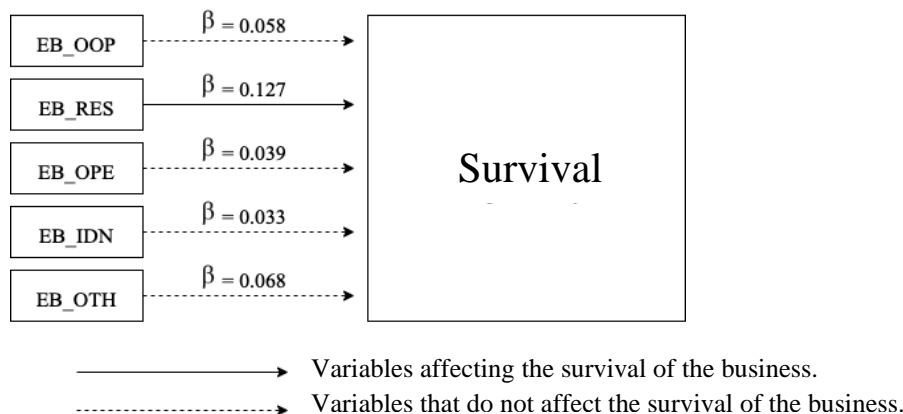 EB_OOP
β = 0.058
EB_RES
β = 0.127
EB_OPE
β = 0.039
EB_IDN
β = 0.033
EB_OTH
β = 0.068
Survival
Variables affecting the survival of the business.
Variables that do not affect the survival of the business.